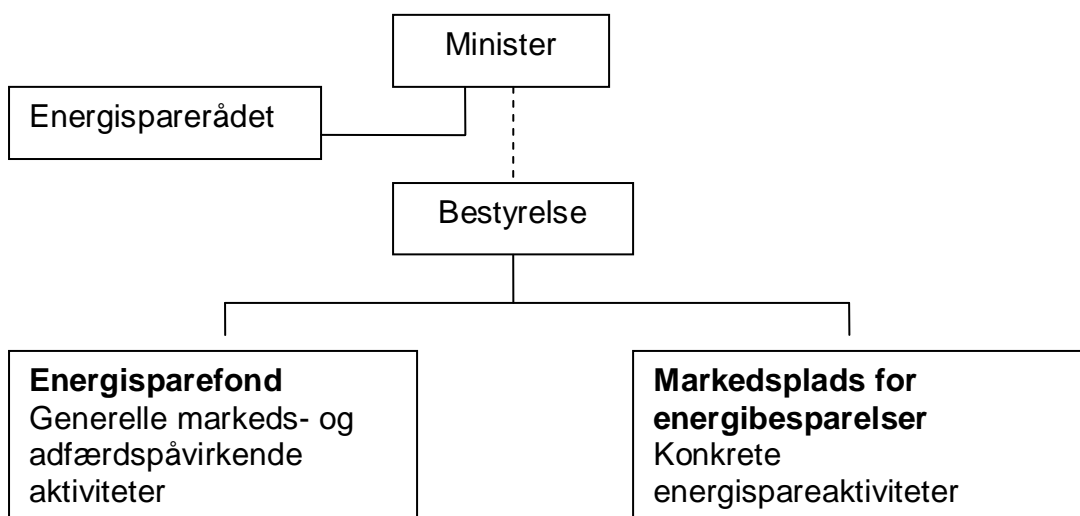 Minister
Energisparerådet
Bestyrelse
Energisparefond
Generelle markeds- og
adfærdspåvirkende
aktiviteter
Markedsplads for
energibesparelser
Konkrete
energispareaktiviteter